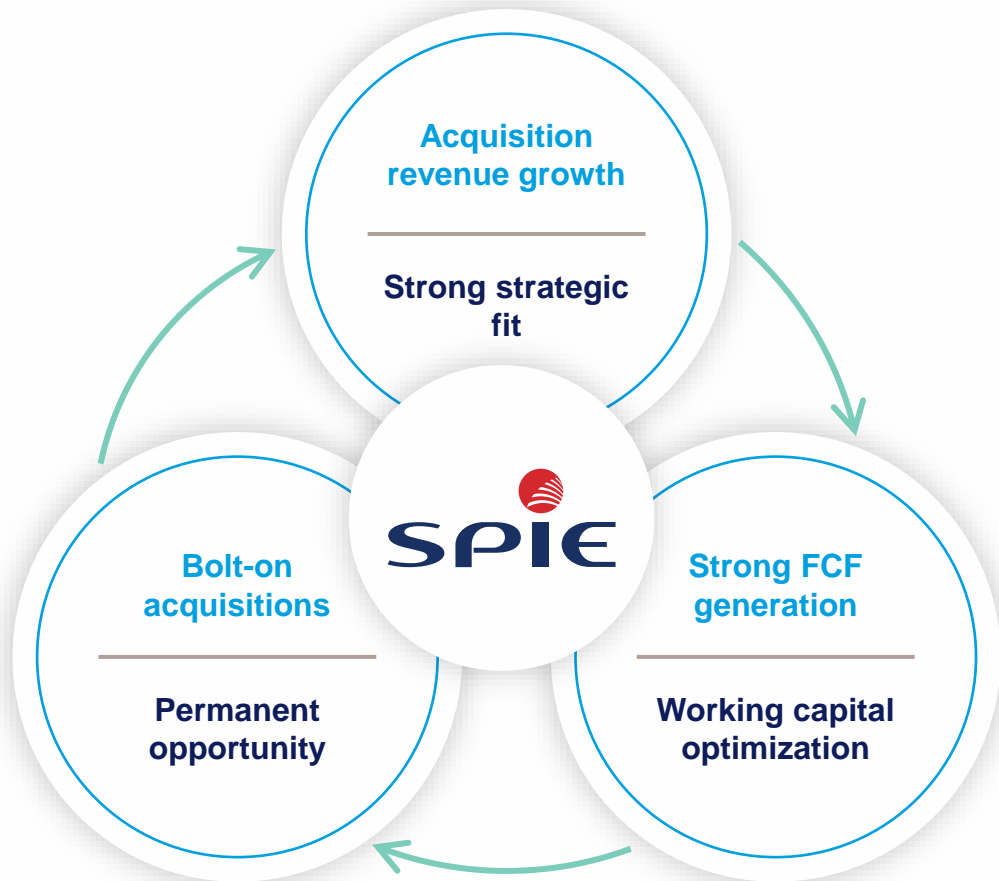 Acquisition
revenue growth
Strong strategic
fit
SPIE
Bolt-on
acquisitions
Permanent
opportunity
Strong FCF
generation
Working capital
optimization